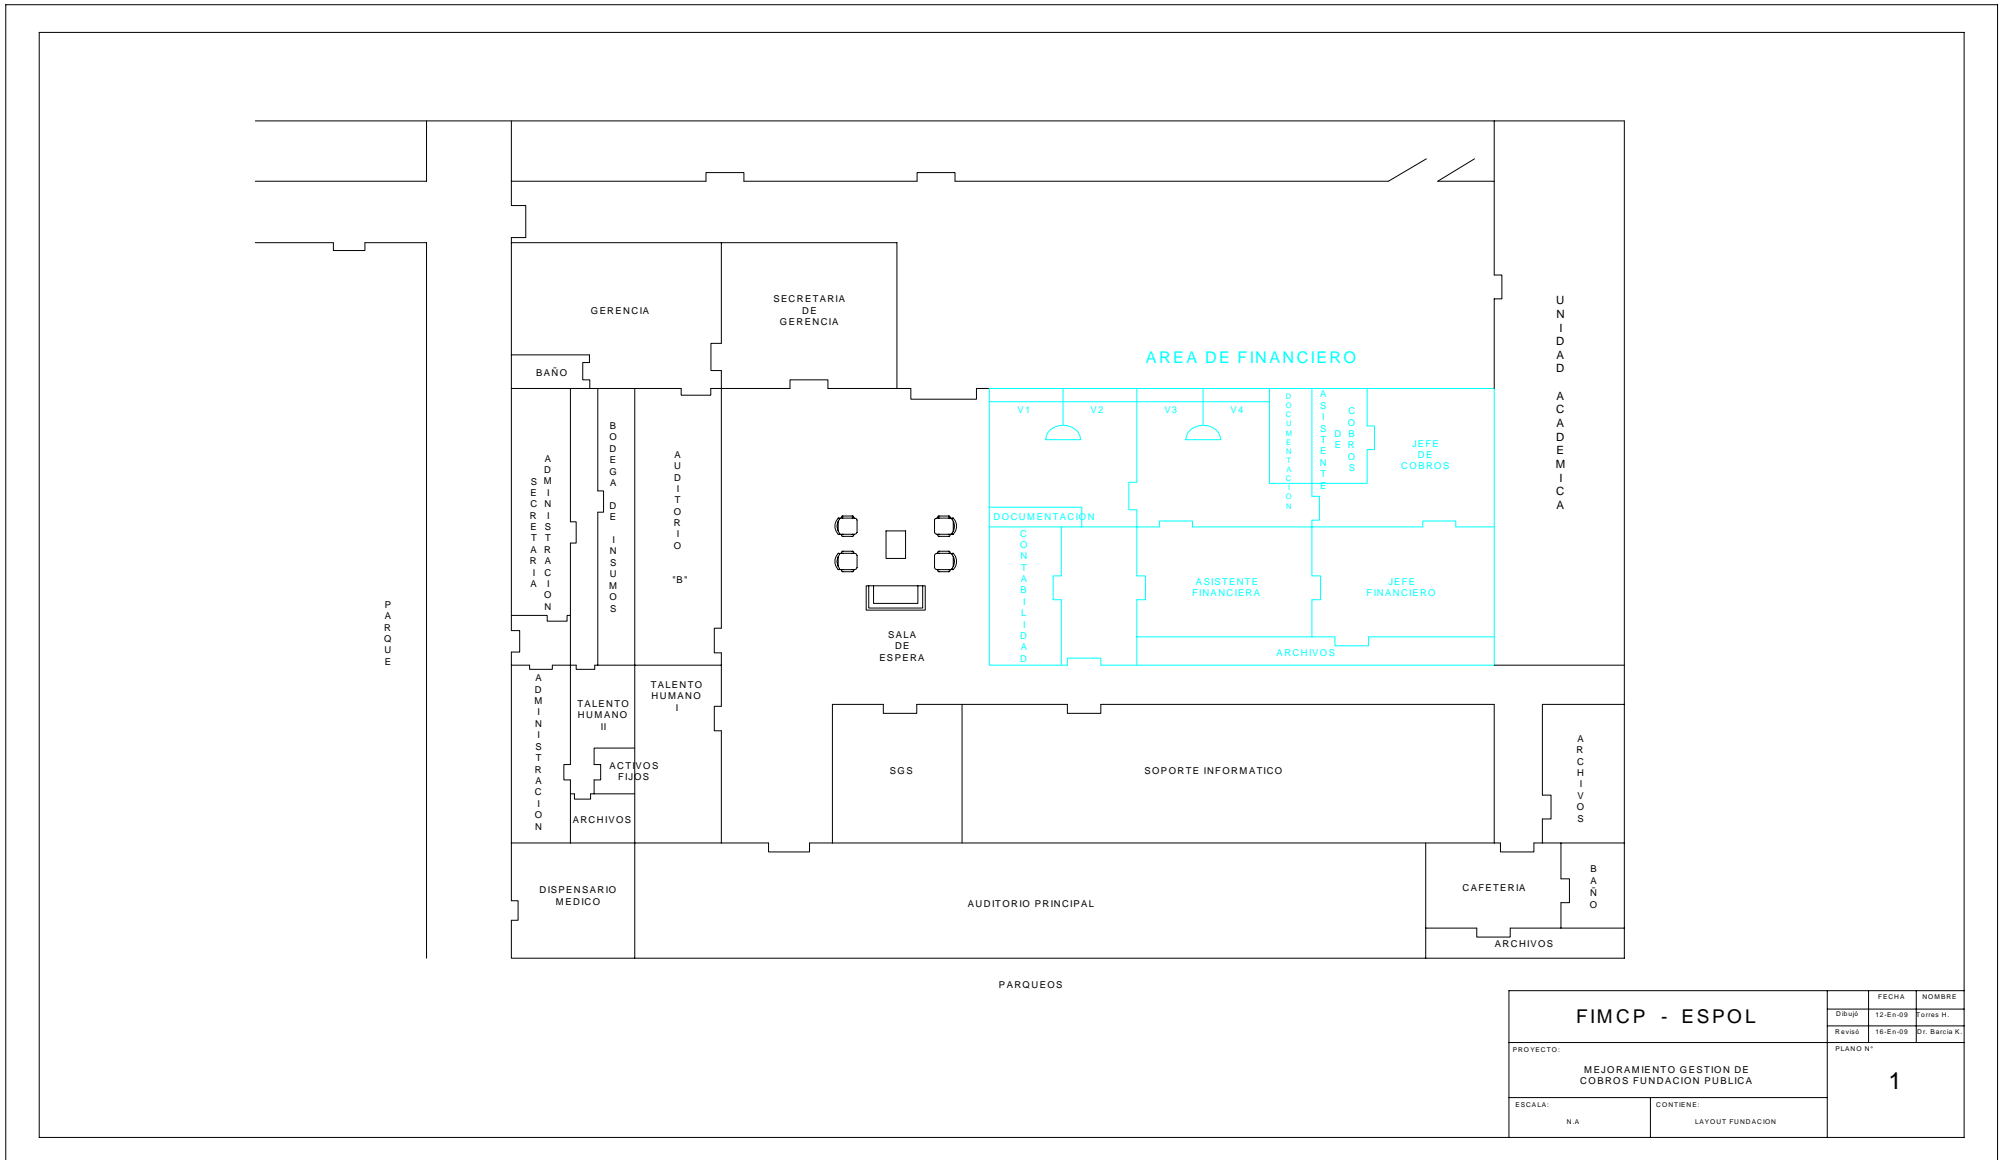 GERENCIA
SECRETARIA
DE
GERENCIA
BAÑO
AREA DE FINANCIERO
UNIDAD ACADEMICA
V1
V2
V3
V4
DOCUMENTACION
ASISTENTE
DE
COBROS
JEFE
DE
COBROS
SECRETARIA
ADMINISTRACION
BODEGA DE INSUMOS
AUDITORIO
"B"
DOCUMENTACION
CONTABILIDAD
ASISTENTE
FINANCIERA
JEFE
FINANCIERO
ARCHIVOS
PARQUE
SALA
DE
ESPERA
ADMINISTRACION
TALENTO
HUMANO
II
TALENTO
HUMANO
I
ACTIVOS
FIJOS
ARCHIVOS
SGS
SOPORTE INFORMATICO
ARCHIVOS
DISPENSARIO
MEDICO
AUDITORIO PRINCIPAL
CAFETERIA
BAÑO
ARCHIVOS
PARQUEOS
FIMCP - ESPOL
FECHA NOMBRE
Dibujó 12-En-09 Torres H.
Revisó 16-En-09 Dr. Barcia K.
PROYECTO:
MEJORAMIENTO GESTION DE
COBROS FUNDACION PUBLICA
PLANO N°
1
ESCALA:
N.A
CONTIENE:
LAYOUT FUNDACION